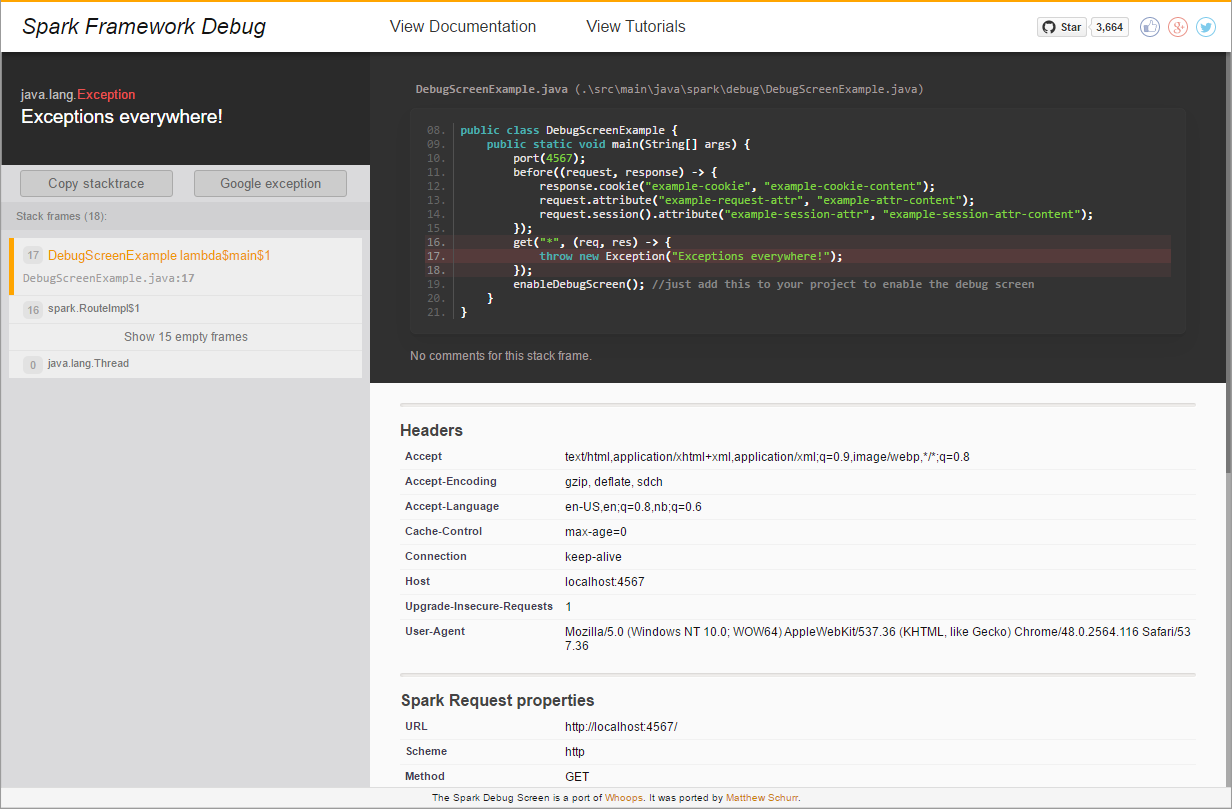 Spark Framework Debug
View Documentation
View Tutorials
Star
3,664
java.lang.Exception
Exceptions everywhere!
Copy stacktrace
Google exception
Stack frames (18):
17 DebugScreenExample lambda$main$1
DebugScreenExample.java:17
16 spark.RouteImpl$1
Show 15 empty frames
0 java.lang.Thread
DebugScreenExample.java (.\src\main\java\spark\debug\DebugScreenExample.java)
08. public class DebugScreenExample {
09. public static void main(String[] args) {
10. port(4567);
11. before((request, response) -> {
12. response.cookie("example-cookie", "example-cookie-content");
13. request.attribute("example-request-attr", "example-attr-content");
14. request.session().attribute("example-session-attr", "example-session-attr-content");
15. });
16. get("*", (req, res) -> {
17. throw new Exception("Exceptions everywhere!");
18. });
19. enableDebugScreen(); //just add this to your project to enable the debug screen
20. }
21. }
No comments for this stack frame.
Headers
Accept text/html,application/xhtml+xml,application/xml;q=0.9,image/webp,*/*;q=0.8
Accept-Encoding gzip, deflate, sdch
Accept-Language en-US,en;q=0.8,nb;q=0.6
Cache-Control max-age=0
Connection keep-alive
Host localhost:4567
Upgrade-Insecure-Requests 1
User-Agent Mozilla/5.0 (Windows NT 10.0; WOW64) AppleWebKit/537.36 (KHTML, like Gecko) Chrome/48.0.2564.116 Safari/53
7.36
Spark Request properties
URL http://localhost:4567/
Scheme http
Method GET
The Spark Debug Screen is a port of Whoops. It was ported by Matthew Schurr.